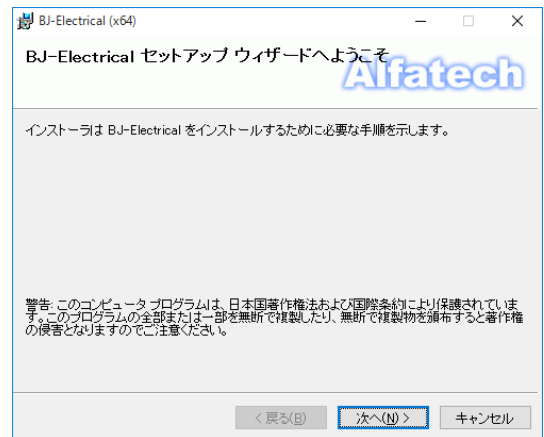 BJ-Electrical (x64)
BJ-Electrical セットアップ ウィザードへようこそ
Alfatech
インストーラは BJ-Electrical をインストールするために必要な手順を示します。
警告: このコンピュータ プログラムは、日本国著作権法および国際条約により保護されていま
す。このプログラムの全部または一部を無断で複製したり、無断で複製物を頒布すると著作権
の侵害となりますのでご注意ください。
< 戻る(B)
次へ(N) >
キャンセル